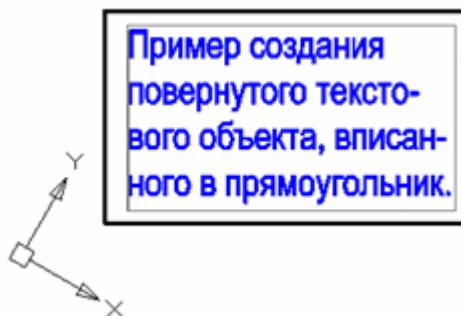 Пример создания
повернутого тексто-
вого объекта, вписан-
ного в прямоугольник.
Y
X